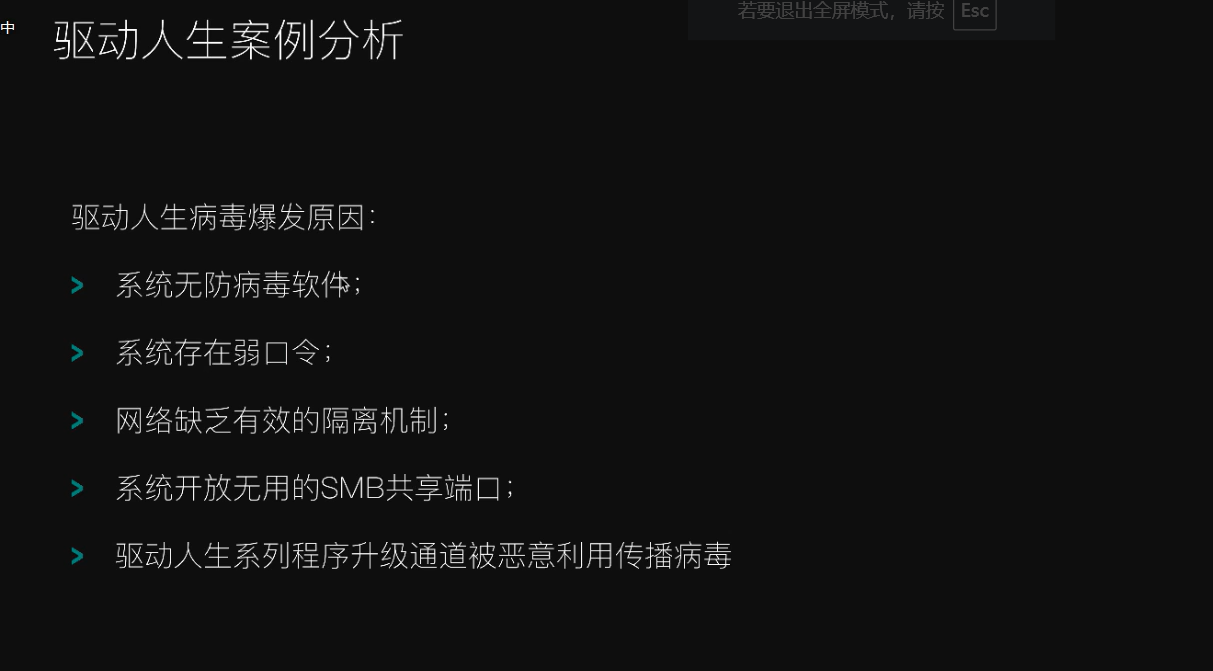 若要退出全屏模式，请按 Esc
中
驱动人生案例分析
驱动人生病毒爆发原因：
> 系统无防病毒软件；
> 系统存在弱口令；
> 网络缺乏有效的隔离机制；
> 系统开放无用的SMB共享端口；
> 驱动人生系列程序升级通道被恶意利用传播病毒